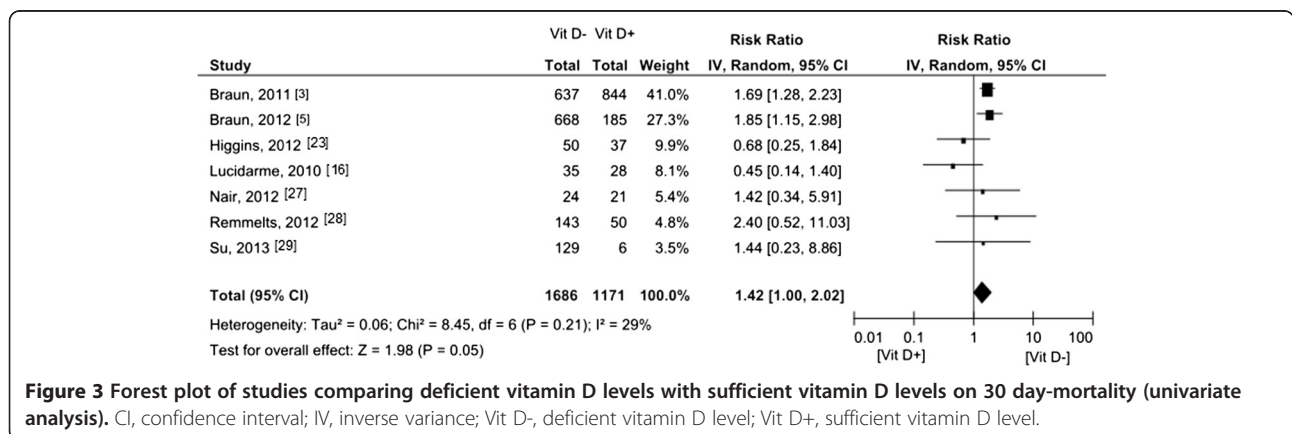 Vit D- Vit D+ Risk Ratio Risk Ratio
Study Total Total Weight IV, Random, 95% CI IV, Random, 95% CI
Braun, 2011 [3] 637 844 41.0% 1.69 [1.28, 2.23]
Braun, 2012 [5] 668 185 27.3% 1.85 [1.15, 2.98]
Higgins, 2012 [23] 50 37 9.9% 0.68 [0.25, 1.84]
Lucidarme, 2010 [16] 35 28 8.1% 0.45 [0.14, 1.40]
Nair, 2012 [27] 24 21 5.4% 1.42 [0.34, 5.91]
Remmelts, 2012 [28] 143 50 4.8% 2.40 [0.52, 11.03]
Su, 2013 [29] 129 6 3.5% 1.44 [0.23, 8.86]
Total (95% CI) 1686 1171 100.0% 1.42 [1.00, 2.02]
Heterogeneity: Tau² = 0.06; Chi² = 8.45, df = 6 (P = 0.21); I² = 29%
Test for overall effect: Z = 1.98 (P = 0.05)
0.01 0.1 1 10 100
[Vit D+] [Vit D-]
Figure 3 Forest plot of studies comparing deficient vitamin D levels with sufficient vitamin D levels on 30 day-mortality (univariate
analysis). CI, confidence interval; IV, inverse variance; Vit D-, deficient vitamin D level; Vit D+, sufficient vitamin D level.